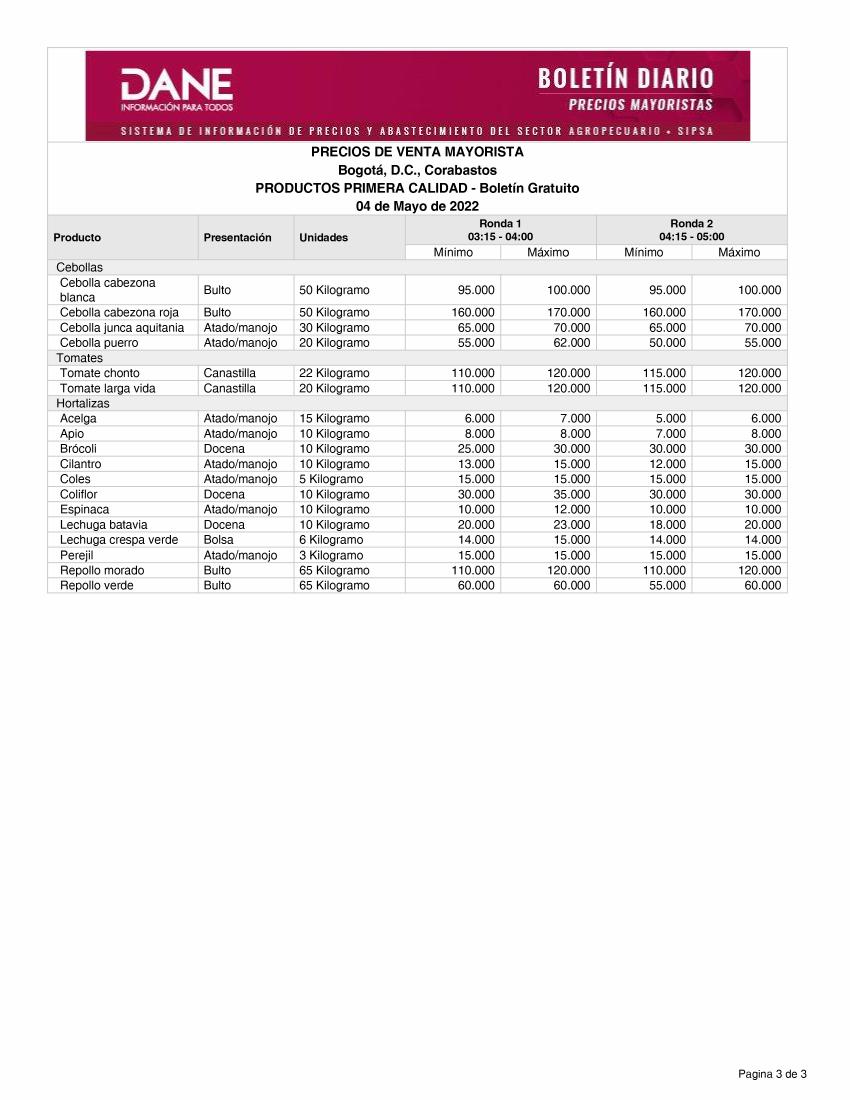 DANE
INFORMACIÓN PARA TODOS
BOLETÍN DIARIO
PRECIOS MAYORISTAS
SISTEMA DE INFORMACIÓN DE PRECIOS Y ABASTECIMIENTO DEL SECTOR AGROPECUARIO • SIPSA
PRECIOS DE VENTA MAYORISTA
Bogotá, D.C., Corabastos
PRODUCTOS PRIMERA CALIDAD - Boletín Gratuito
04 de Mayo de 2022
Producto Presentación Unidades Ronda 1 03:15 - 04:00 Ronda 2 04:15 - 05:00
Mínimo Máximo Mínimo Máximo
Cebollas
Cebolla cabezona blanca Bulto 50 Kilogramo 95.000 100.000 95.000 100.000
Cebolla cabezona roja Bulto 50 Kilogramo 160.000 170.000 160.000 170.000
Cebolla junca aquitania Atado/manojo 30 Kilogramo 65.000 70.000 65.000 70.000
Cebolla puerro Atado/manojo 20 Kilogramo 55.000 62.000 50.000 55.000
Tomates
Tomate chonto Canastilla 22 Kilogramo 110.000 120.000 115.000 120.000
Tomate larga vida Canastilla 20 Kilogramo 110.000 120.000 115.000 120.000
Hortalizas
Acelga Atado/manojo 15 Kilogramo 6.000 7.000 5.000 6.000
Apio Atado/manojo 10 Kilogramo 8.000 8.000 7.000 8.000
Brócoli Docena 10 Kilogramo 25.000 30.000 30.000 30.000
Cilantro Atado/manojo 10 Kilogramo 13.000 15.000 12.000 15.000
Coles Atado/manojo 5 Kilogramo 15.000 15.000 15.000 15.000
Coliflor Docena 10 Kilogramo 30.000 35.000 30.000 30.000
Espinaca Atado/manojo 10 Kilogramo 10.000 12.000 10.000 10.000
Lechuga batavia Docena 10 Kilogramo 20.000 23.000 18.000 20.000
Lechuga crespa verde Bolsa 6 Kilogramo 14.000 15.000 14.000 14.000
Perejil Atado/manojo 3 Kilogramo 15.000 15.000 15.000 15.000
Repollo morado Bulto 65 Kilogramo 110.000 120.000 110.000 120.000
Repollo verde Bulto 65 Kilogramo 60.000 60.000 55.000 60.000
Pagina 3 de 3